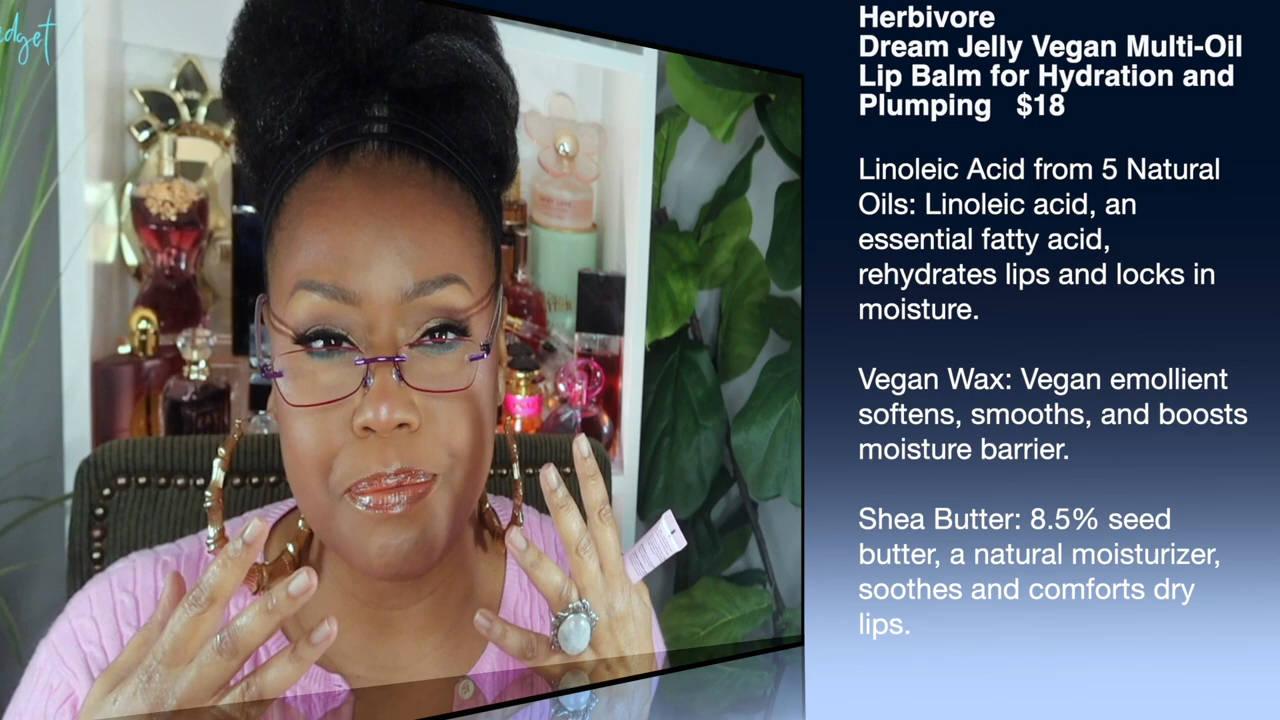 Herbivore
Dream Jelly Vegan Multi-Oil
Lip Balm for Hydration and
Plumping $18
Linoleic Acid from 5 Natural
Oils: Linoleic acid, an
essential fatty acid,
rehydrates lips and locks in
moisture.
Vegan Wax: Vegan emollient
softens, smooths, and boosts
moisture barrier.
Shea Butter: 8.5% seed
butter, a natural moisturizer,
soothes and comforts dry
lips.